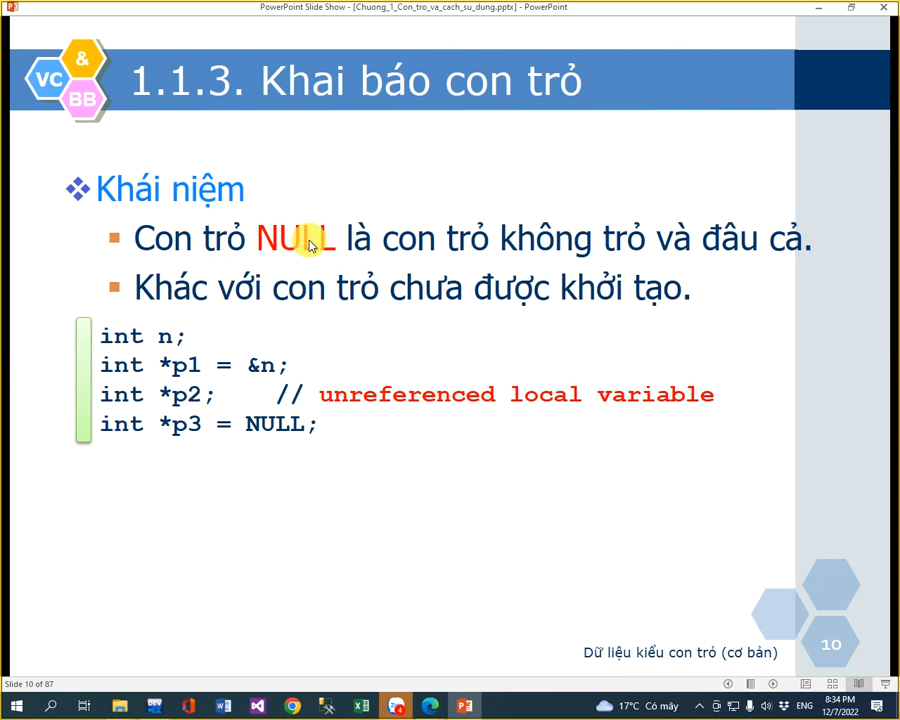 PowerPoint Slide Show - [Chuong_1_Con_tro_va_cach_su_dung.pptx] - PowerPoint
VC & BB
1.1.3. Khai báo con trỏ
Khái niệm
Con trỏ NULL là con trỏ không trỏ và đâu cả.
Khác với con trỏ chưa được khởi tạo.
int n;
int *p1 = &n;
int *p2; // unreferenced local variable
int *p3 = NULL;
10
Dữ liệu kiểu con trỏ (cơ bản)
Slide 10 of 87
17°C Có mây
ENG
8:34 PM
12/7/2022